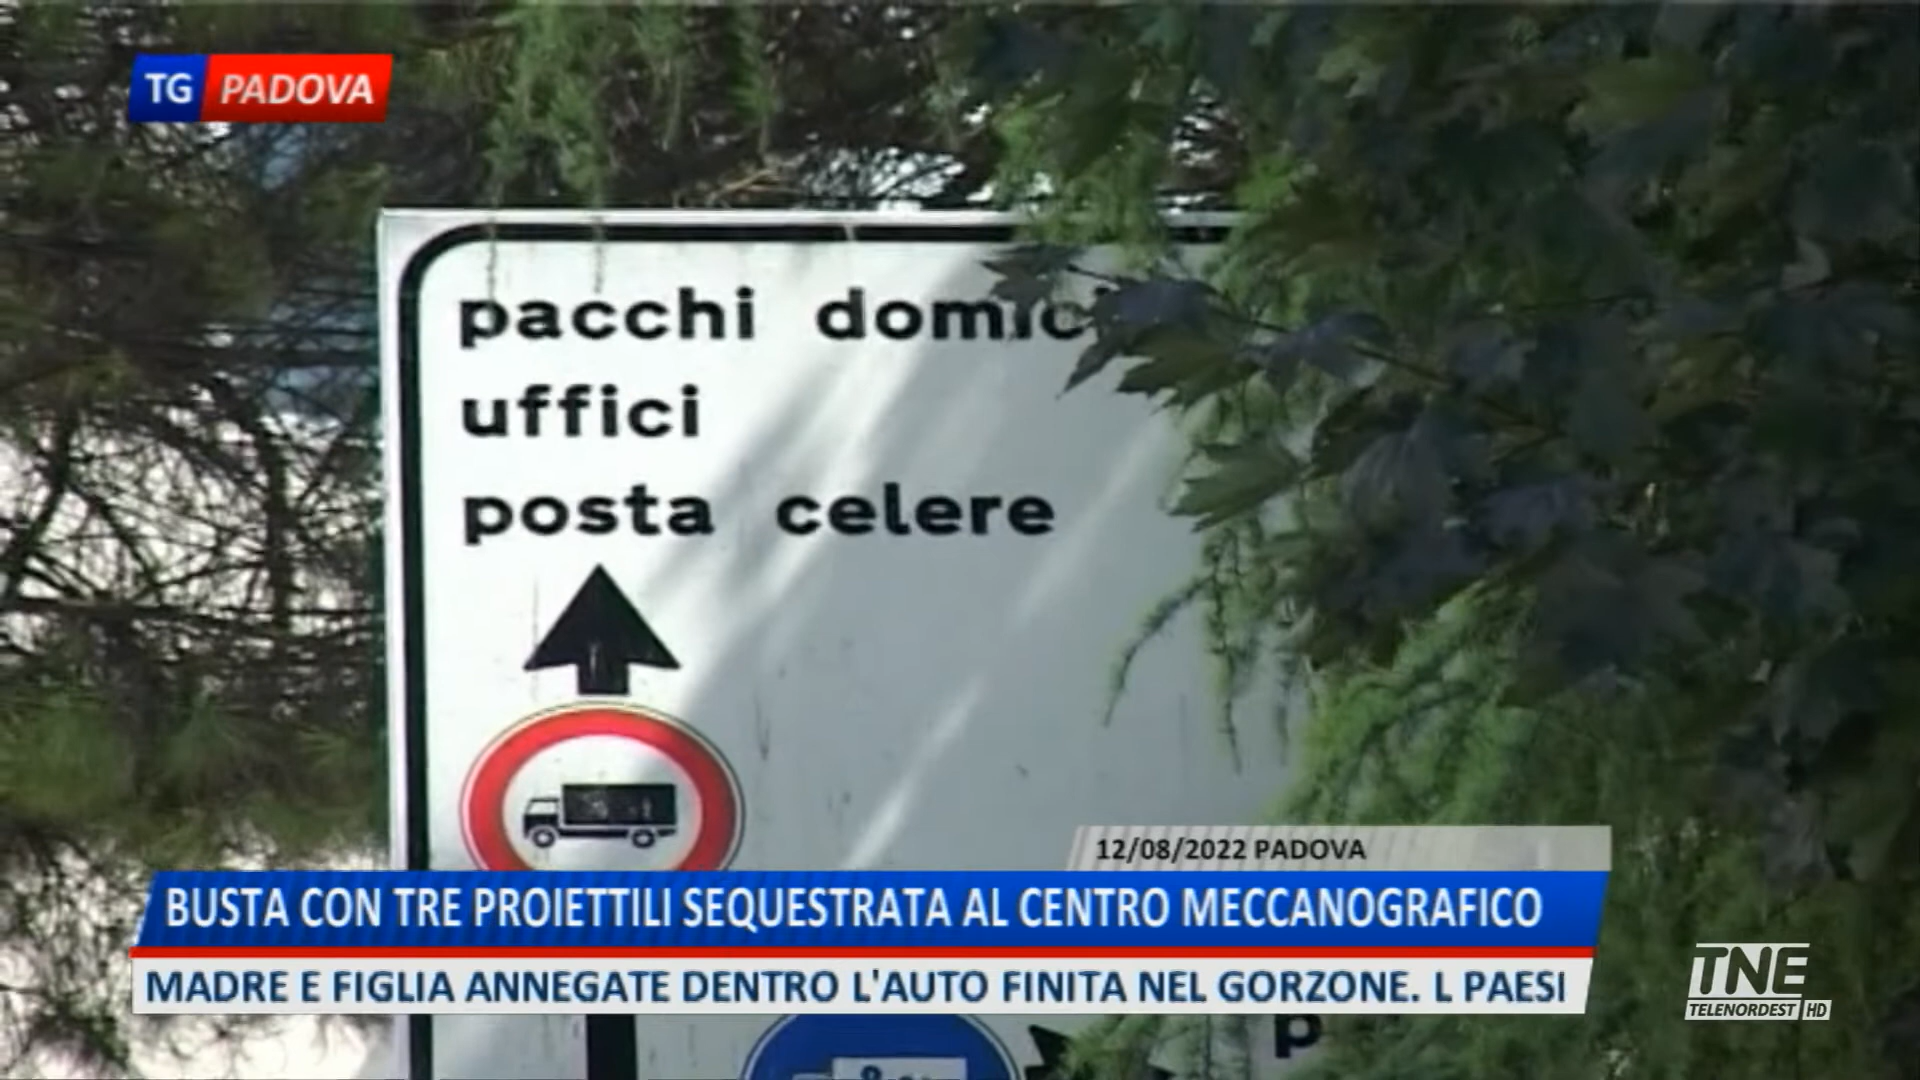 TG PADOVA
pacchi domic
uffici
posta celere
12/08/2022 PADOVA
BUSTA CON TRE PROIETTILI SEQUESTRATA AL CENTRO MECCANOGRAFICO
MADRE E FIGLIA ANNEGATE DENTRO L'AUTO FINITA NEL GORZONE. L PAESI
TNE
TELENORDEST HD
p